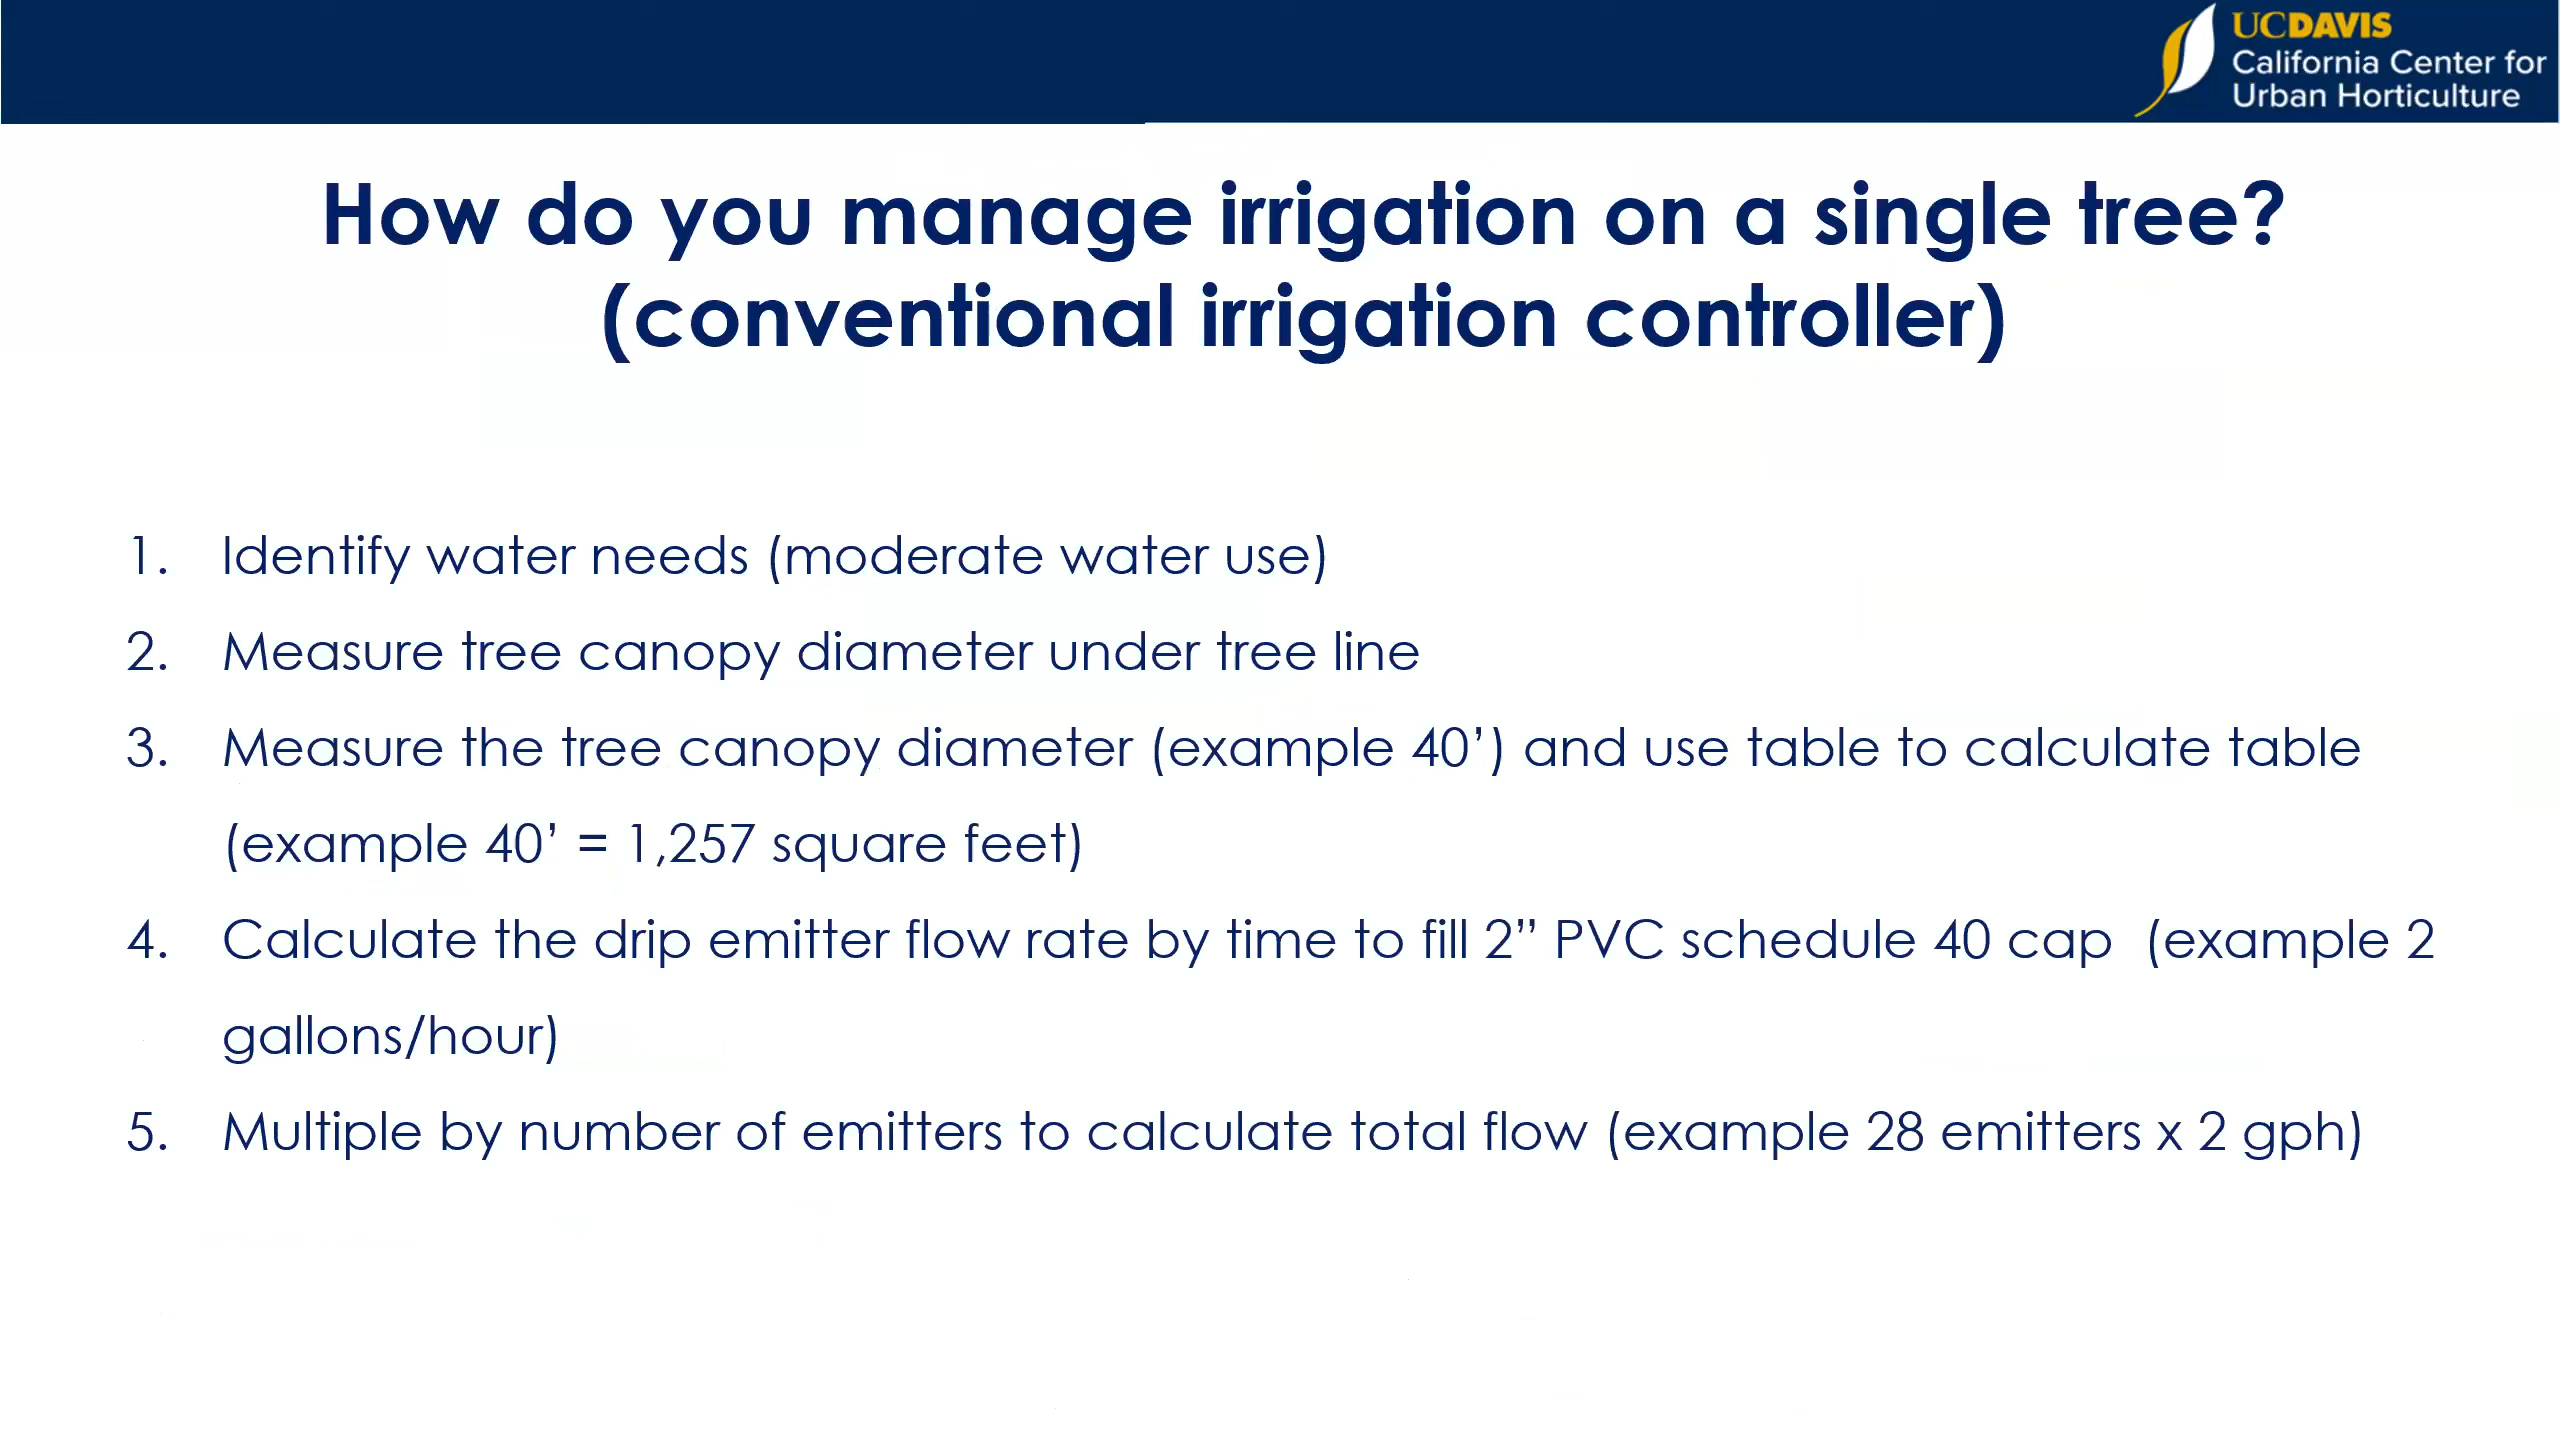 UCDAVIS
California Center for
Urban Horticulture
How do you manage irrigation on a single tree?
(conventional irrigation controller)
1. Identify water needs (moderate water use)
2. Measure tree canopy diameter under tree line
3. Measure the tree canopy diameter (example 40’) and use table to calculate table
(example 40’ = 1,257 square feet)
4. Calculate the drip emitter flow rate by time to fill 2” PVC schedule 40 cap (example 2
gallons/hour)
5. Multiple by number of emitters to calculate total flow (example 28 emitters x 2 gph)